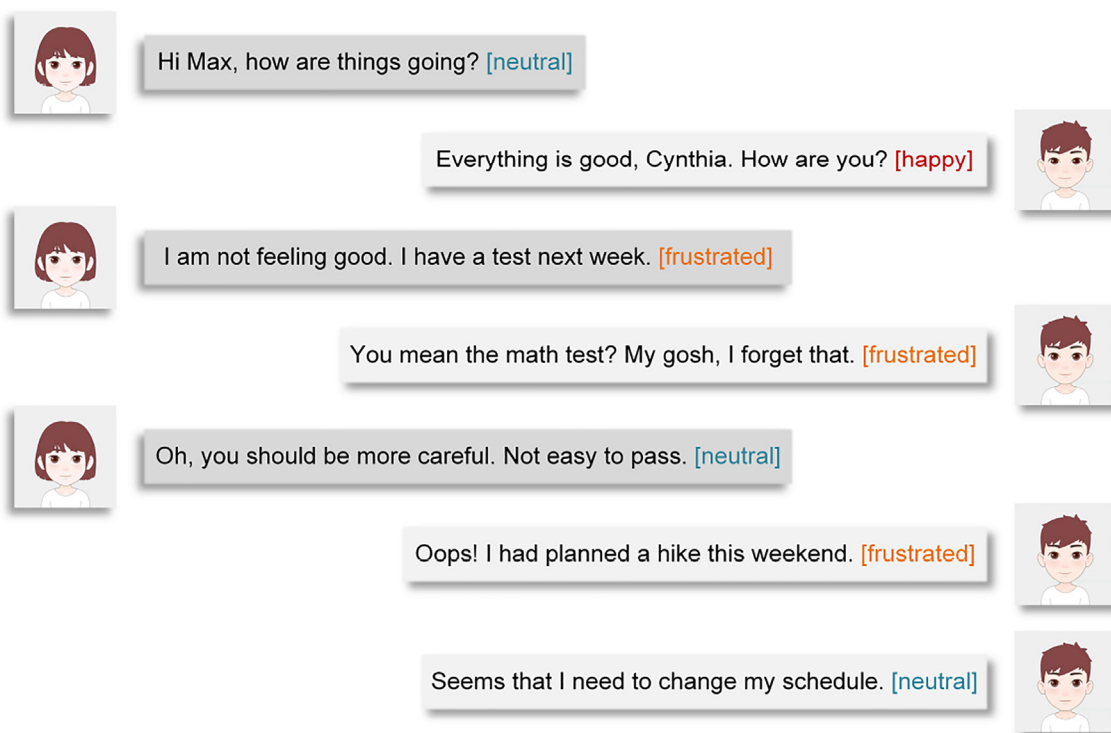 Hi Max, how are things going? [neutral]
Everything is good, Cynthia. How are you? [happy]
I am not feeling good. I have a test next week. [frustrated]
You mean the math test? My gosh, I forget that. [frustrated]
Oh, you should be more careful. Not easy to pass. [neutral]
Oops! I had planned a hike this weekend. [frustrated]
Seems that I need to change my schedule. [neutral]